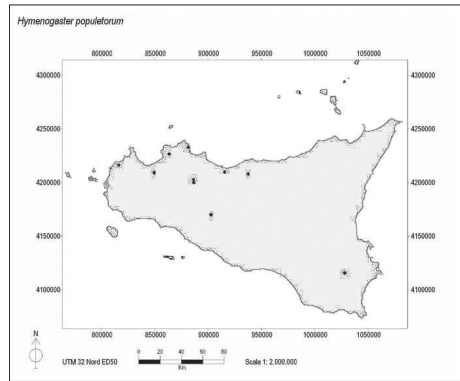 Hymenogaster populetorum
800000 850000 900000 950000 1000000 1050000
4300000 4300000
4250000 4250000
4200000 4200000
4150000 4150000
4100000 4100000
800000 850000 900000 950000 1000000 1050000
N
UTM 32 Nord ED50
0 20 40 60 80
Km
Scala 1: 2,000,000